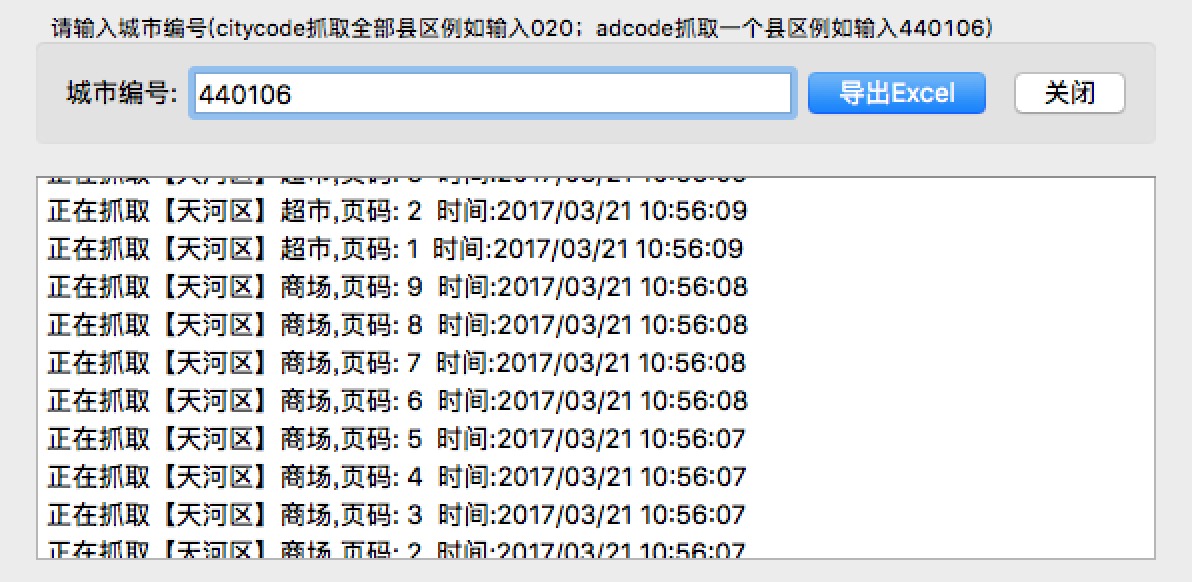 请输入城市编号(citycode抓取全部县区例如输入020；adcode抓取一个县区例如输入440106)
城市编号: 440106 导出Excel 关闭
正在抓取【天河区】超市,页码: 2 时间:2017/03/21 10:56:09
正在抓取【天河区】超市,页码: 1 时间:2017/03/21 10:56:09
正在抓取【天河区】商场,页码: 9 时间:2017/03/21 10:56:08
正在抓取【天河区】商场,页码: 8 时间:2017/03/21 10:56:08
正在抓取【天河区】商场,页码: 7 时间:2017/03/21 10:56:08
正在抓取【天河区】商场,页码: 6 时间:2017/03/21 10:56:08
正在抓取【天河区】商场,页码: 5 时间:2017/03/21 10:56:07
正在抓取【天河区】商场,页码: 4 时间:2017/03/21 10:56:07
正在抓取【天河区】商场,页码: 3 时间:2017/03/21 10:56:07
正在抓取【天河区】商场,页码: 2 时间:2017/03/21 10:56:07